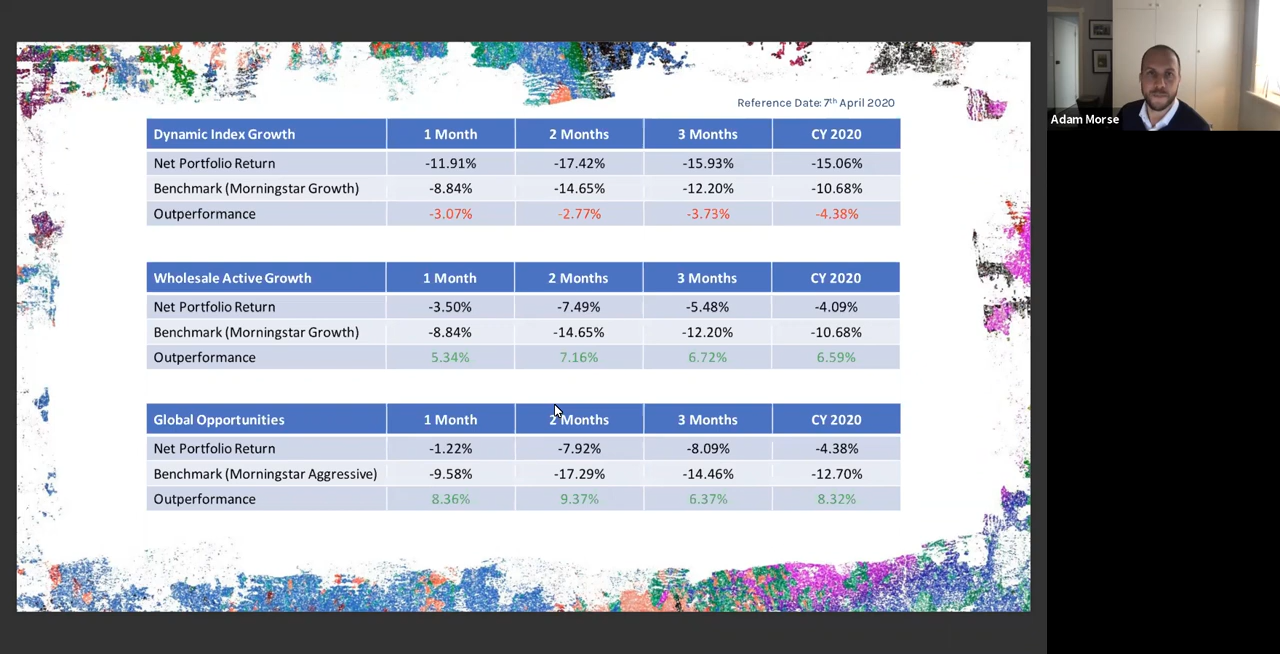 Reference Date: 7th April 2020
Dynamic Index Growth 1 Month 2 Months 3 Months CY 2020
Net Portfolio Return -11.91% -17.42% -15.93% -15.06%
Benchmark (Morningstar Growth) -8.84% -14.65% -12.20% -10.68%
Outperformance -3.07% -2.77% -3.73% -4.38%
Wholesale Active Growth 1 Month 2 Months 3 Months CY 2020
Net Portfolio Return -3.50% -7.49% -5.48% -4.09%
Benchmark (Morningstar Growth) -8.84% -14.65% -12.20% -10.68%
Outperformance 5.34% 7.16% 6.72% 6.59%
Global Opportunities 1 Month 2 Months 3 Months CY 2020
Net Portfolio Return -1.22% -7.92% -8.09% -4.38%
Benchmark (Morningstar Aggressive) -9.58% -17.29% -14.46% -12.70%
Outperformance 8.36% 9.37% 6.37% 8.32%
Adam Morse